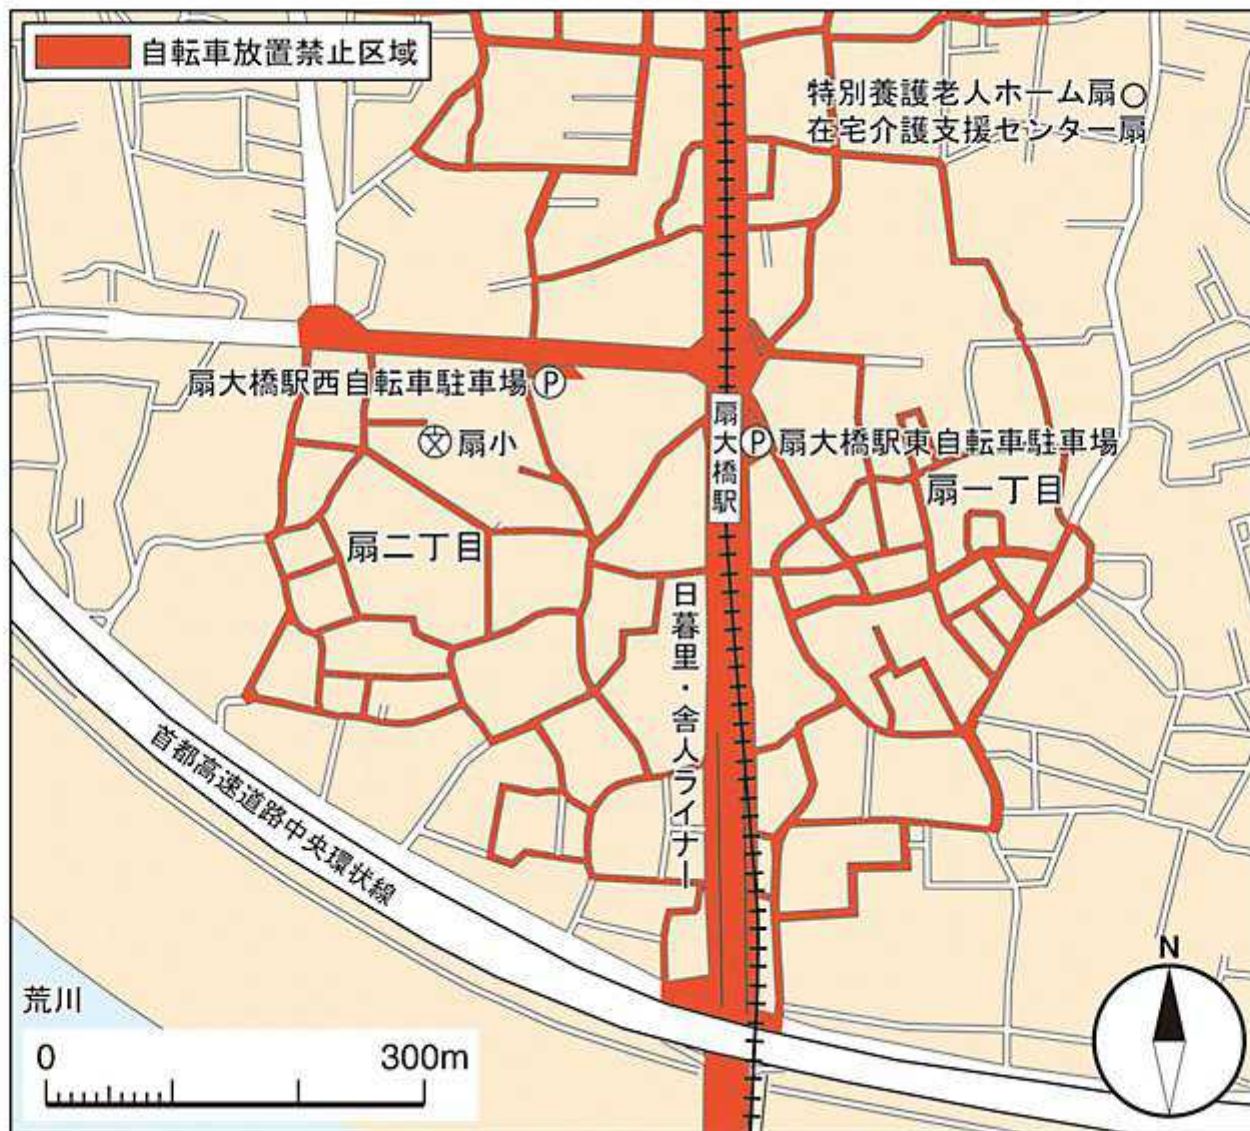 自転車放置禁止区域
特別養護老人ホーム扇
在宅介護支援センター扇
扇大橋駅西自転車駐車場 P
文 扇小
扇大橋駅
P 扇大橋駅東自転車駐車場
扇一丁目
扇二丁目
日暮里・舎人ライナー
首都高速道路中央環状線
荒川
N
0 300m